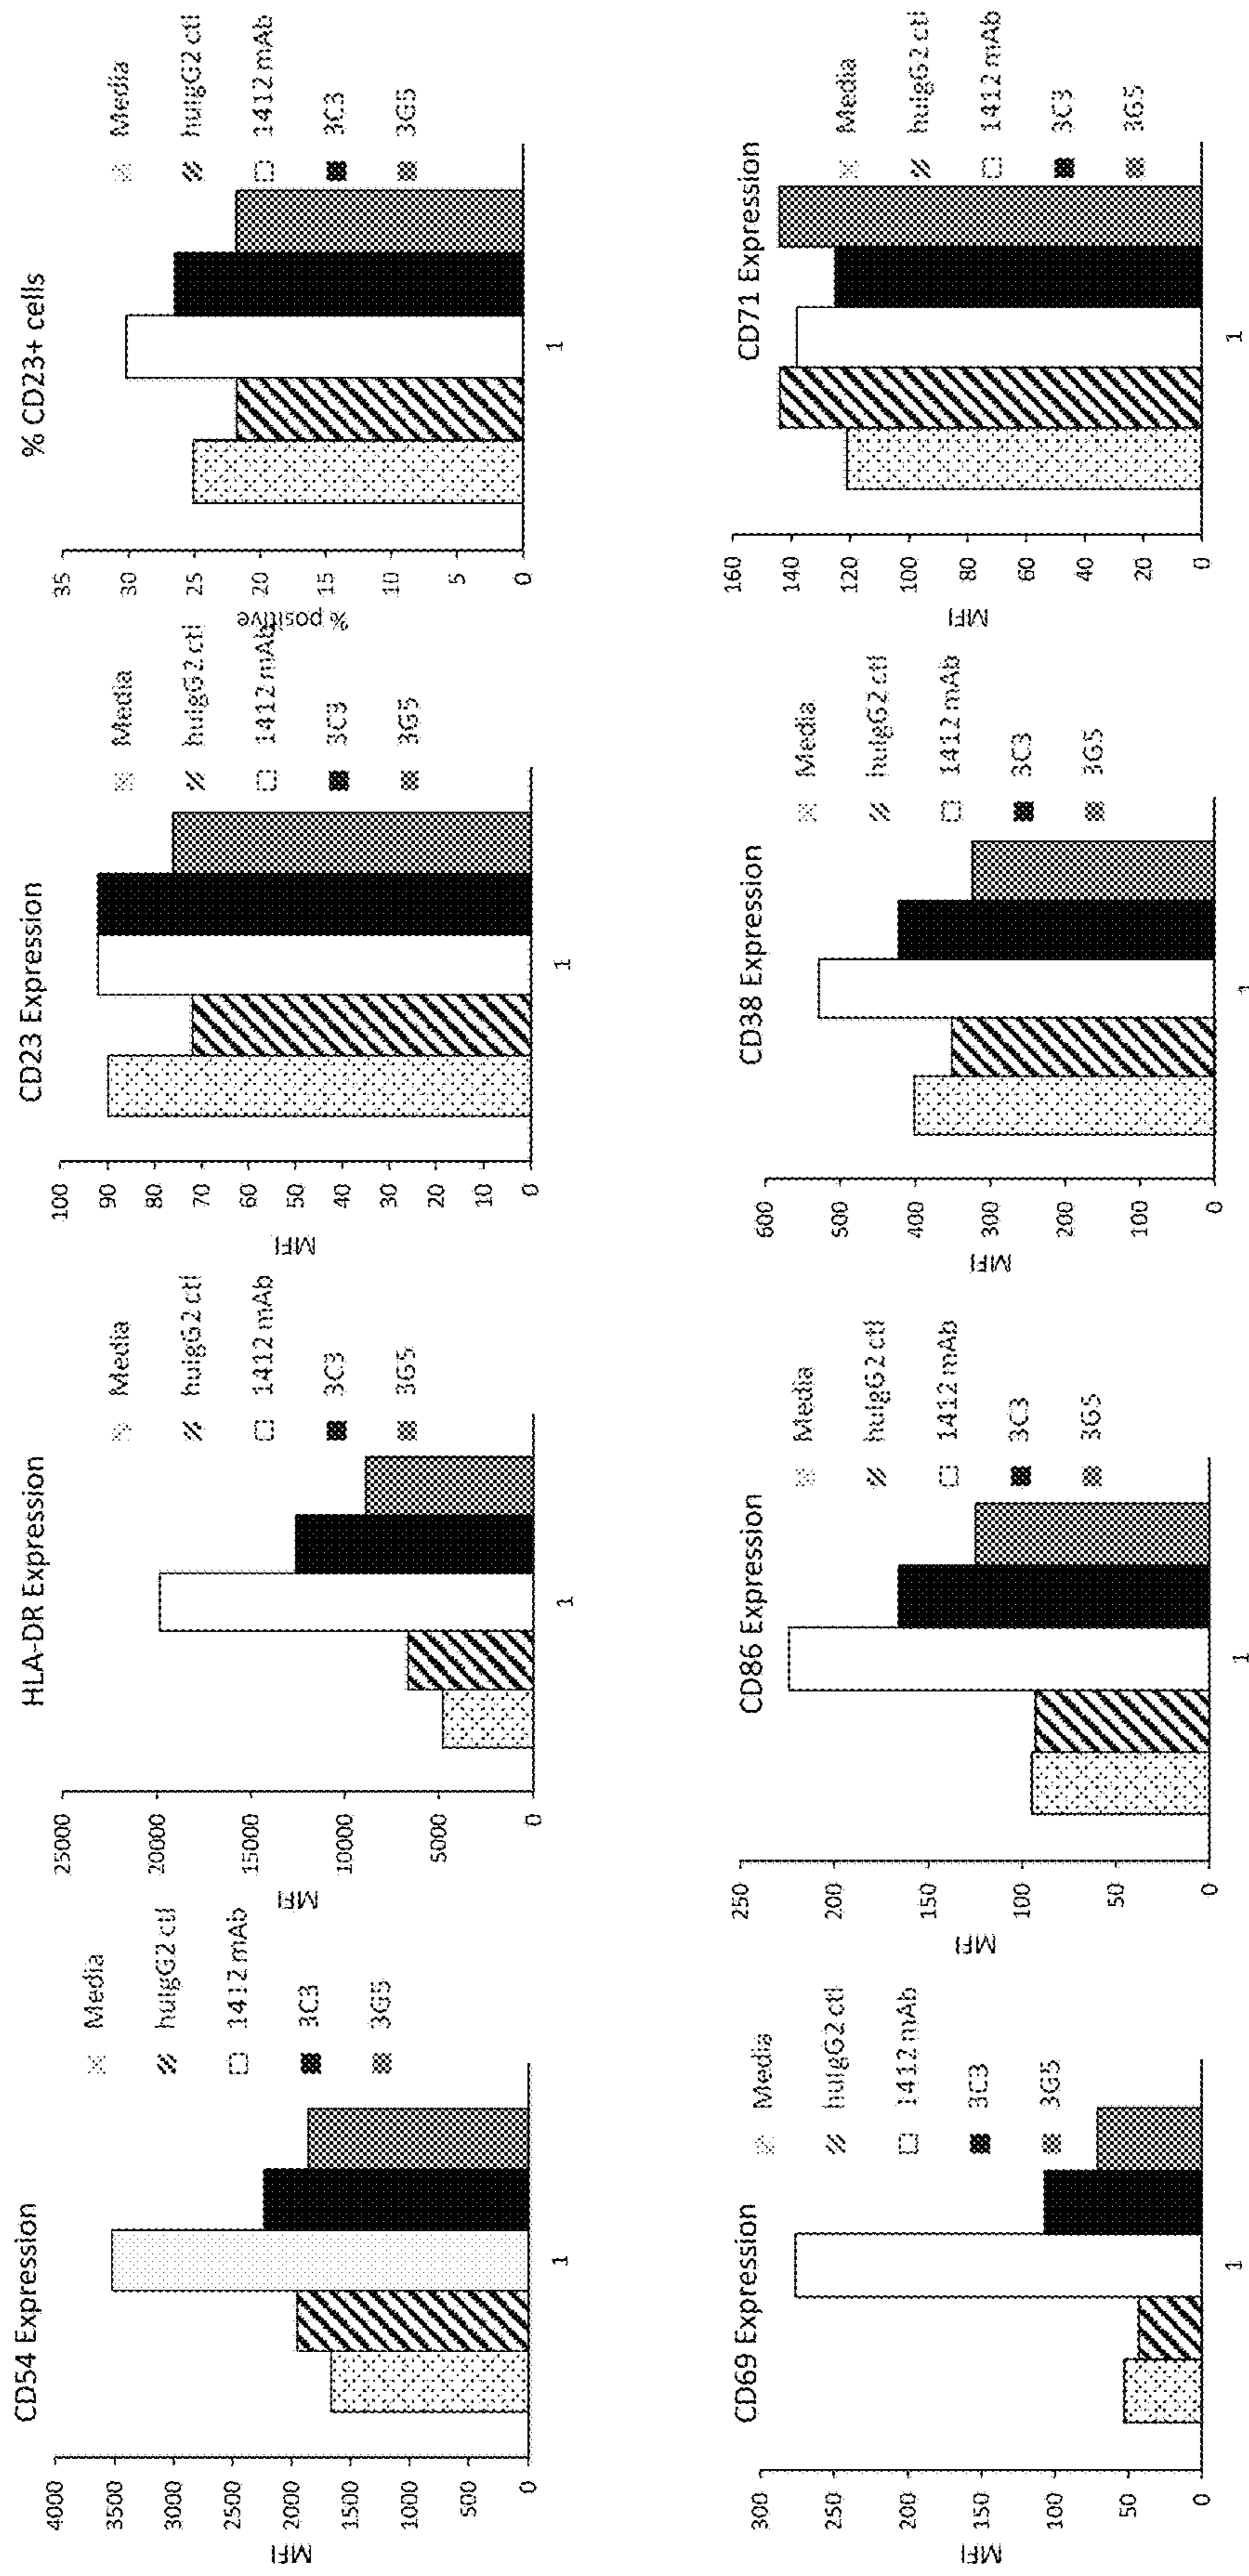 CD54 Expression
MFI
4000
3500
3000
2500
2000
1500
1000
500
0
1
Media
huIgG2 ctl
1412 mAb
3C3
3G5
HLA-DR Expression
MFI
25000
20000
15000
10000
5000
0
1
Media
huIgG2 ctl
1412 mAb
3C3
3G5
CD23 Expression
MFI
100
90
80
70
60
50
40
30
20
10
0
1
Media
huIgG2 ctl
1412 mAb
3C3
3G5
% CD23+ cells
% positive
35
30
25
20
15
10
5
0
1
Media
huIgG2 ctl
1412 mAb
3C3
3G5
CD69 Expression
MFI
300
250
200
150
100
50
0
1
Media
huIgG2 ctl
1412 mAb
3C3
3G5
CD86 Expression
MFI
250
200
150
100
50
0
1
Media
huIgG2 ctl
1412 mAb
3C3
3G5
CD38 Expression
MFI
600
500
400
300
200
100
0
1
Media
huIgG2 ctl
1412 mAb
3C3
3G5
CD71 Expression
MFI
160
140
120
100
80
60
40
20
0
1
Media
huIgG2 ctl
1412 mAb
3C3
3G5